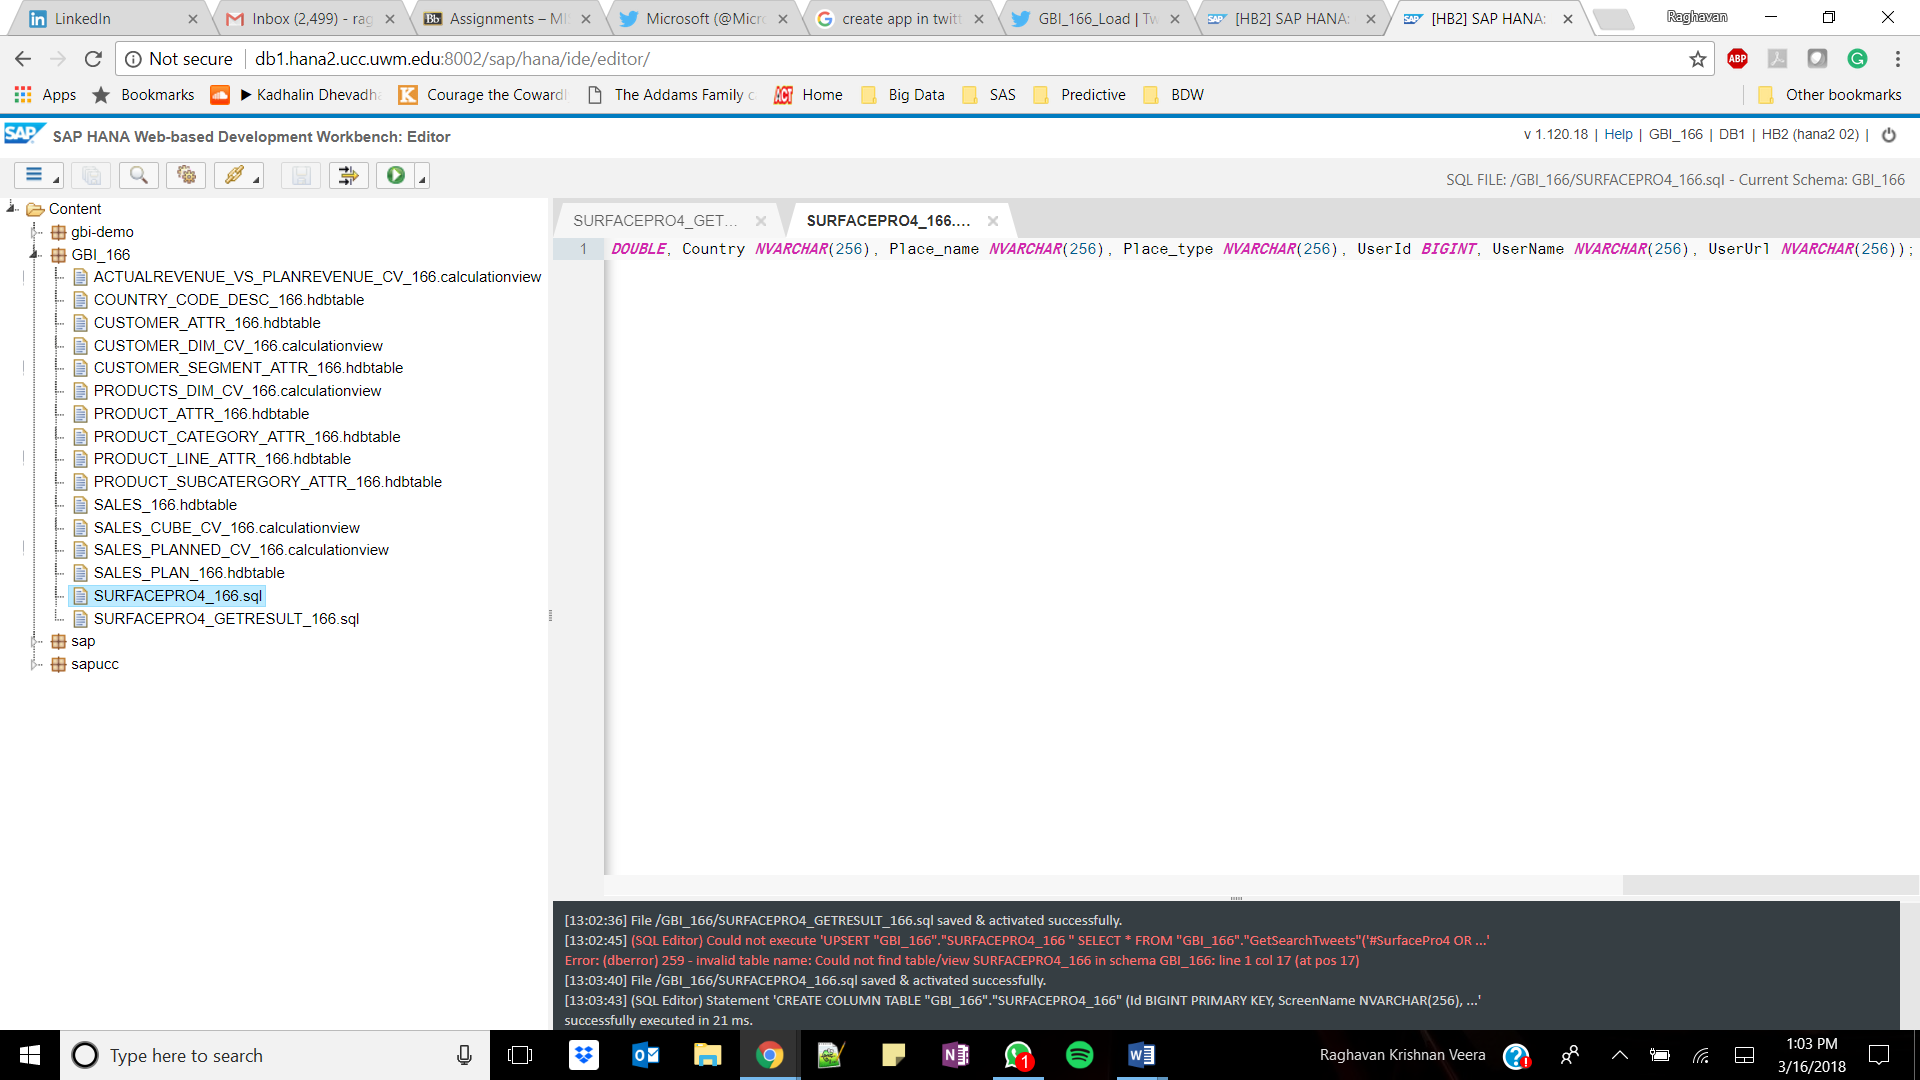 LinkedIn
Inbox (2,499) - rag
Assignments – MI
Microsoft (@Micro
create app in twitt
GBI_166_Load | Tw
[HB2] SAP HANA:
[HB2] SAP HANA:
Raghavan
Not secure | db1.hana2.ucc.uwm.edu:8002/sap/hana/ide/editor/
ABP
Apps
Bookmarks
Kadhalin Dhevadha
Courage the Cowardl
The Addams Family c
Home
Big Data
SAS
Predictive
BDW
Other bookmarks
SAP
SAP HANA Web-based Development Workbench: Editor
v 1.120.18 | Help | GBI_166 | DB1 | HB2 (hana2 02) |
SQL FILE: /GBI_166/SURFACEPRO4_166.sql - Current Schema: GBI_166
Content
gbi-demo
GBI_166
ACTUALREVENUE_VS_PLANREVENUE_CV_166.calculationview
COUNTRY_CODE_DESC_166.hdbtable
CUSTOMER_ATTR_166.hdbtable
CUSTOMER_DIM_CV_166.calculationview
CUSTOMER_SEGMENT_ATTR_166.hdbtable
PRODUCTS_DIM_CV_166.calculationview
PRODUCT_ATTR_166.hdbtable
PRODUCT_CATEGORY_ATTR_166.hdbtable
PRODUCT_LINE_ATTR_166.hdbtable
PRODUCT_SUBCATERGORY_ATTR_166.hdbtable
SALES_166.hdbtable
SALES_CUBE_CV_166.calculationview
SALES_PLANNED_CV_166.calculationview
SALES_PLAN_166.hdbtable
SURFACEPRO4_166.sql
SURFACEPRO4_GETRESULT_166.sql
sap
sapucc
SURFACEPRO4_GET...
SURFACEPRO4_166....
1 DOUBLE, Country NVARCHAR(256), Place_name NVARCHAR(256), Place_type NVARCHAR(256), UserId BIGINT, UserName NVARCHAR(256), UserUrl NVARCHAR(256));
[13:02:36] File /GBI_166/SURFACEPRO4_GETRESULT_166.sql saved & activated successfully.
[13:02:45] (SQL Editor) Could not execute 'UPSERT "GBI_166"."SURFACEPRO4_166 " SELECT * FROM "GBI_166"."GetSearchTweets"('#SurfacePro4 OR ...'
Error: (dberror) 259 - invalid table name: Could not find table/view SURFACEPRO4_166 in schema GBI_166: line 1 col 17 (at pos 17)
[13:03:40] File /GBI_166/SURFACEPRO4_166.sql saved & activated successfully.
[13:03:43] (SQL Editor) Statement 'CREATE COLUMN TABLE "GBI_166"."SURFACEPRO4_166" (Id BIGINT PRIMARY KEY, ScreenName NVARCHAR(256), ...'
successfully executed in 21 ms.
Type here to search
1
Raghavan Krishnan Veera
1:03 PM
3/16/2018